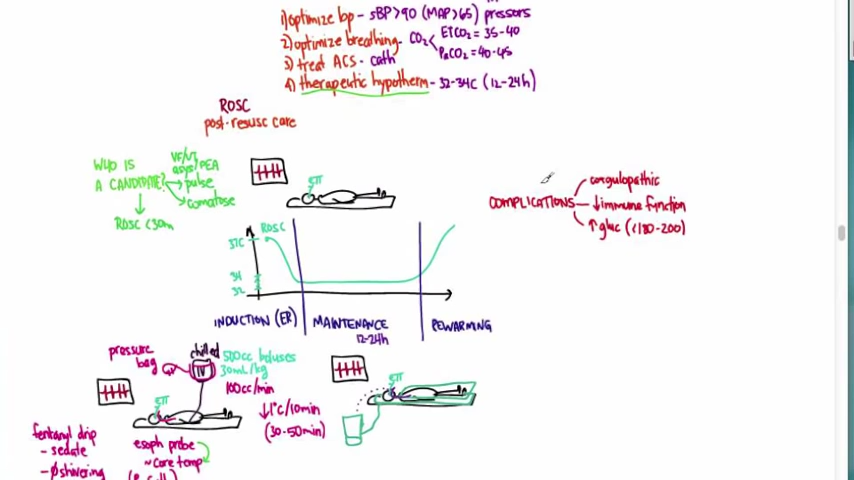 1) optimize bp - sBP>90 (MAP>65) pressors
2) optimize breathing - CO2 < ETCO2 = 35-40
PaCO2 = 40-45
3) treat ACS - cath
4) therapeutic hypotherm - 32-34C (12-24h)
ROSC
post-resusc care
WHO IS
A CANDIDATE?
VF/VT
asys/PEA
pulse
comatose
ROSC <30m
ETT
COMPLICATIONS
coagulopathic
↓immune function
↑gluc (<180-200)
ROSC
37C
34
32
INDUCTION (ER)
MAINTENANCE
12-24h
REWARMING
pressure
bag
chilled
IV
500cc boluses
30mL/kg
100cc/min
↓1°c/10min
(30-50min)
ETT
ETT
fentanyl drip
- sedate
- Øshivering
esoph probe
~core temp